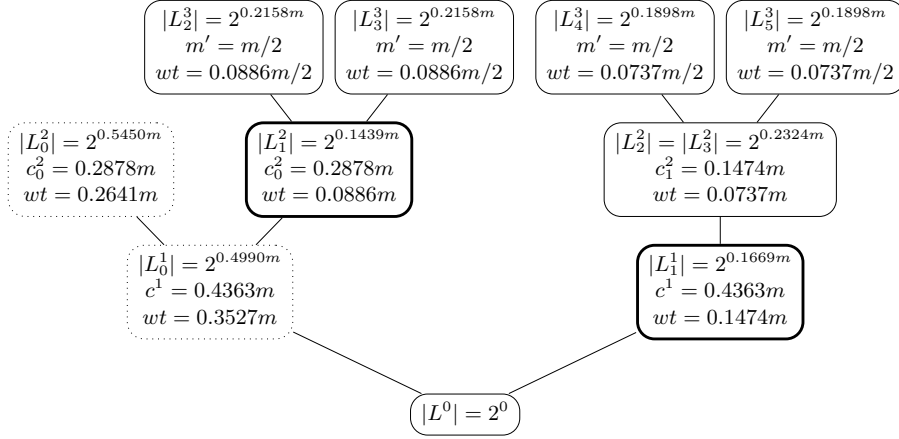 |L_2^3| = 2^{0.2158m}
m′ = m/2
wt = 0.0886m/2
|L_3^3| = 2^{0.2158m}
m′ = m/2
wt = 0.0886m/2
|L_4^3| = 2^{0.1898m}
m′ = m/2
wt = 0.0737m/2
|L_5^3| = 2^{0.1898m}
m′ = m/2
wt = 0.0737m/2
|L_0^2| = 2^{0.5450m}
c_0^2 = 0.2878m
wt = 0.2641m
|L_1^2| = 2^{0.1439m}
c_0^2 = 0.2878m
wt = 0.0886m
|L_2^2| = |L_3^2| = 2^{0.2324m}
c_1^2 = 0.1474m
wt = 0.0737m
|L_0^1| = 2^{0.4990m}
c^1 = 0.4363m
wt = 0.3527m
|L_1^1| = 2^{0.1669m}
c^1 = 0.4363m
wt = 0.1474m
|L^0| = 2^0